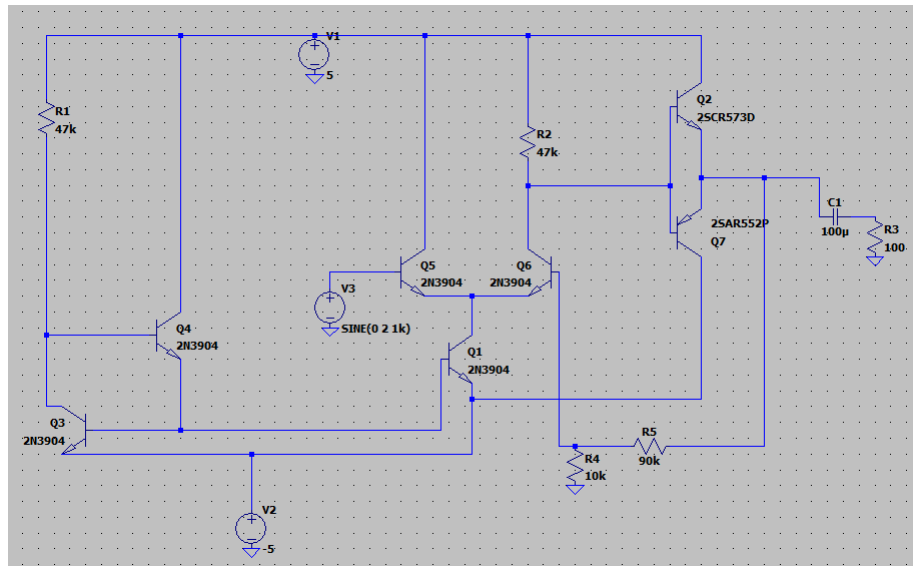 V1
5
R1
47k
Q2
2SCR573D
R2
47k
2SAR552P
Q7
C1
100µ
R3
100
Q5
2N3904
Q6
2N3904
V3
SINE(0 2 1k)
Q4
2N3904
Q1
2N3904
Q3
2N3904
R5
90k
R4
10k
V2
-5